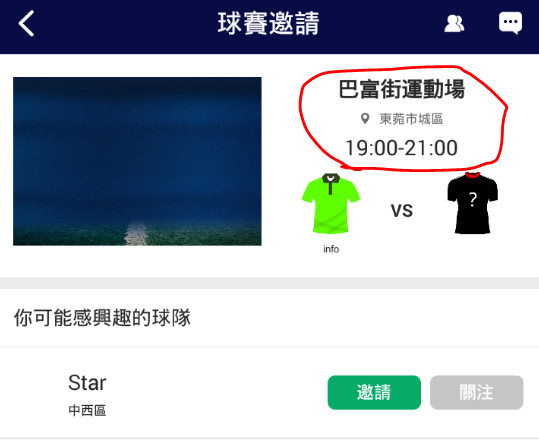 球賽邀請
巴富街運動場
東菀市城區
19:00-21:00
VS
?
info
你可能感興趣的球隊
Star
中西區
邀請
關注